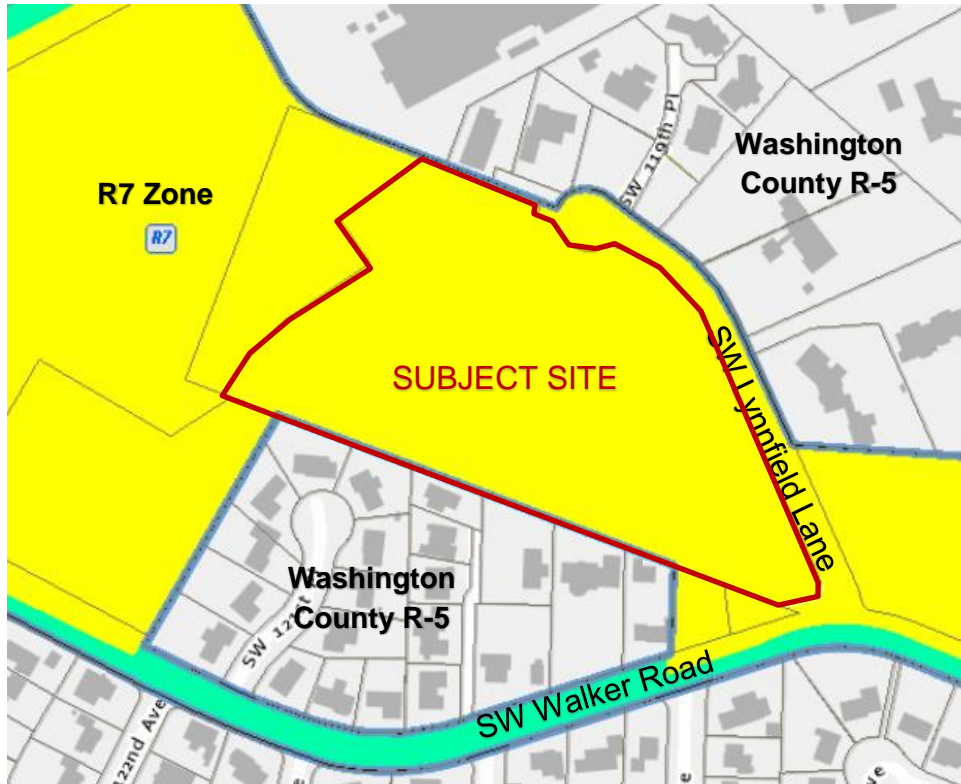 Washington
County R-5
SW 119th Pl
R7 Zone
R7
SUBJECT SITE
SW Lynnfield Lane
Washington
County R-5
SW 121st
SW Walker Road
122nd Ave